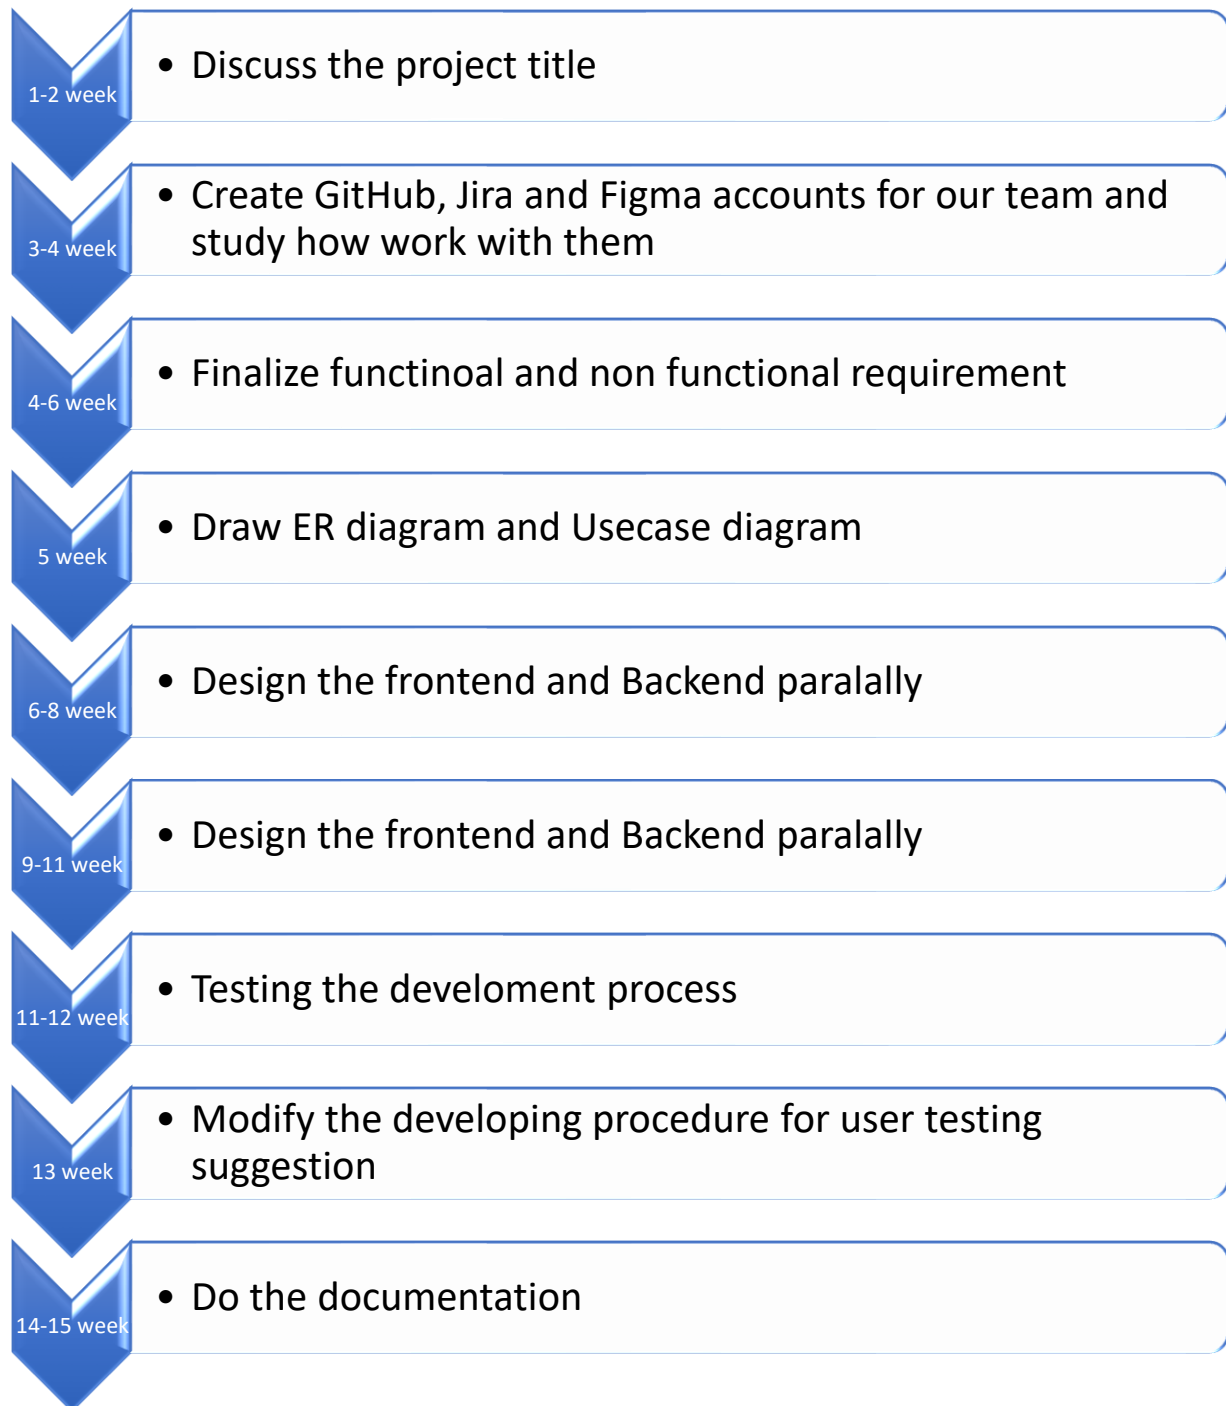 1-2 week
• Discuss the project title
3-4 week
• Create GitHub, Jira and Figma accounts for our team and
study how work with them
4-6 week
• Finalize functinoal and non functional requirement
5 week
• Draw ER diagram and Usecase diagram
6-8 week
• Design the frontend and Backend paralally
9-11 week
• Design the frontend and Backend paralally
11-12 week
• Testing the develoment process
13 week
• Modify the developing procedure for user testing
suggestion
14-15 week
• Do the documentation